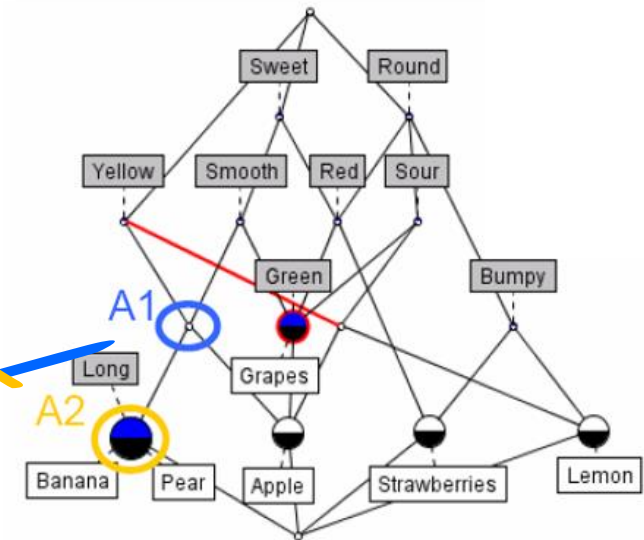 Sweet Round
Yellow Smooth Red Sour
Green Bumpy
A1
Grapes
Long
A2
Banana Pear Apple Strawberries Lemon